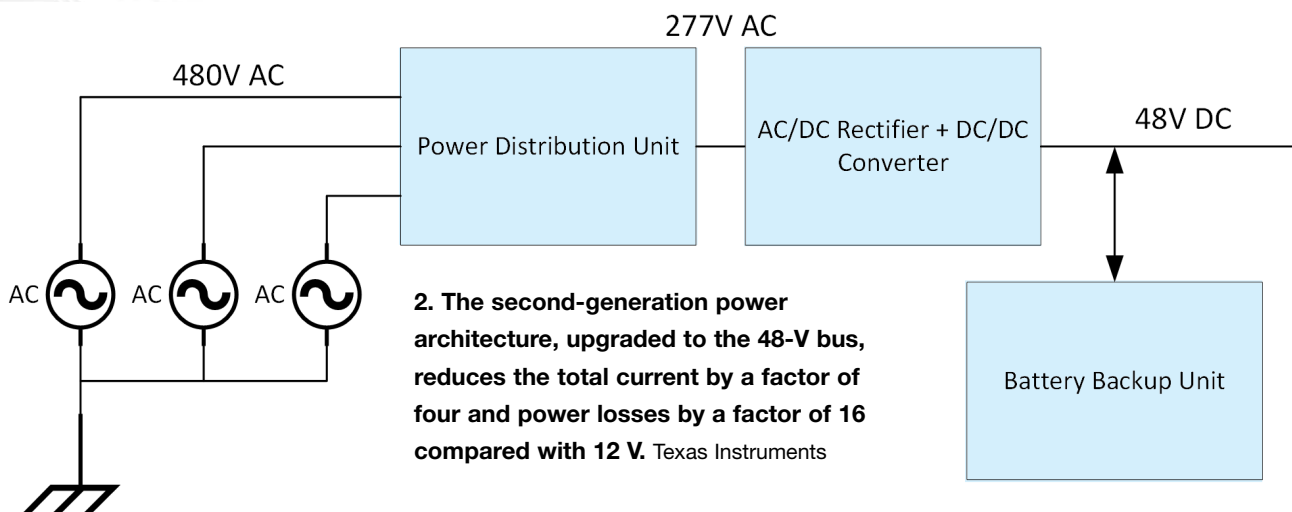 277V AC
480V AC
Power Distribution Unit
AC/DC Rectifier + DC/DC
Converter
48V DC
AC
AC
AC
2. The second-generation power
architecture, upgraded to the 48-V bus,
reduces the total current by a factor of
four and power losses by a factor of 16
compared with 12 V. Texas Instruments
Battery Backup Unit